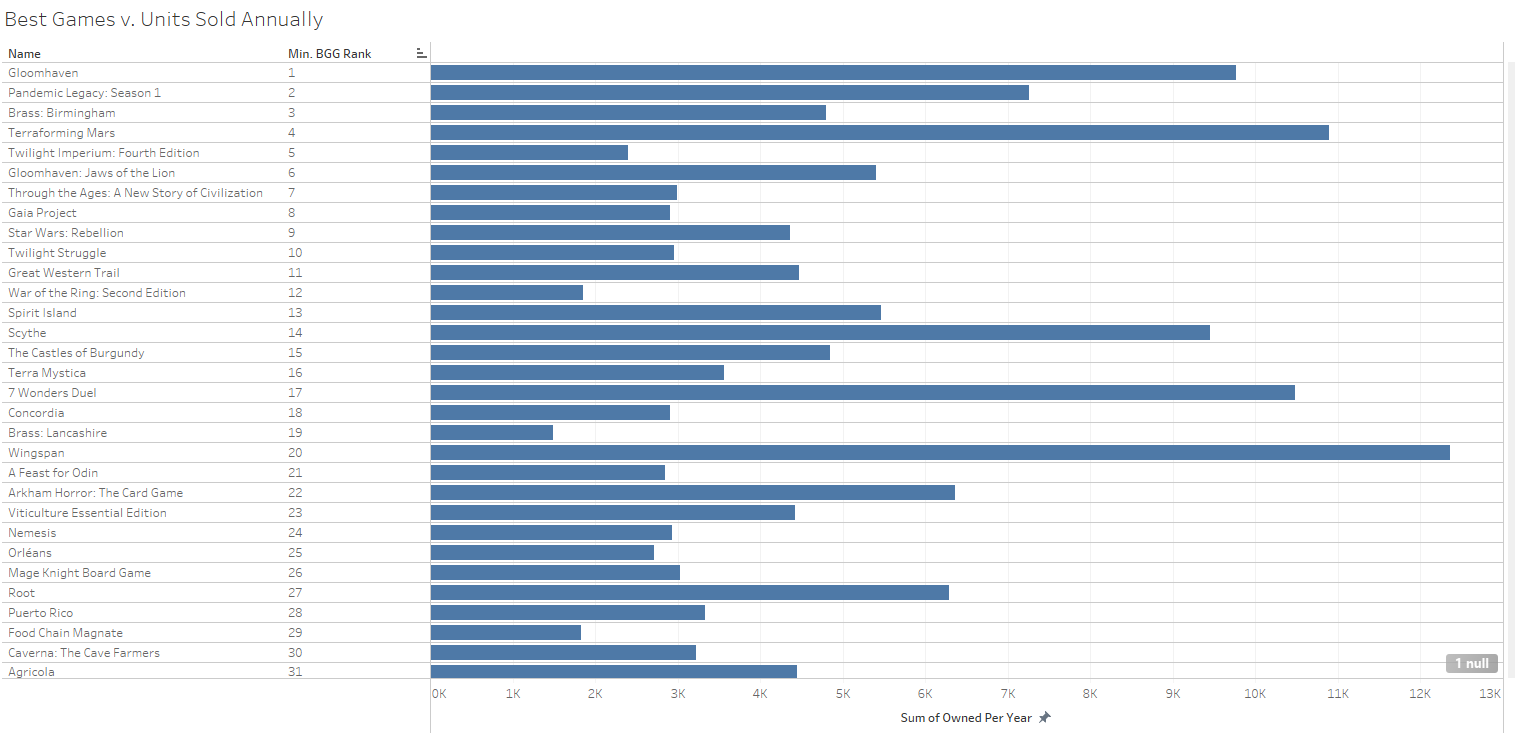 Best Games v. Units Sold Annually
Name Min. BGG Rank
Gloomhaven 1
Pandemic Legacy: Season 1 2
Brass: Birmingham 3
Terraforming Mars 4
Twilight Imperium: Fourth Edition 5
Gloomhaven: Jaws of the Lion 6
Through the Ages: A New Story of Civilization 7
Gaia Project 8
Star Wars: Rebellion 9
Twilight Struggle 10
Great Western Trail 11
War of the Ring: Second Edition 12
Spirit Island 13
Scythe 14
The Castles of Burgundy 15
Terra Mystica 16
7 Wonders Duel 17
Concordia 18
Brass: Lancashire 19
Wingspan 20
A Feast for Odin 21
Arkham Horror: The Card Game 22
Viticulture Essential Edition 23
Nemesis 24
Orléans 25
Mage Knight Board Game 26
Root 27
Puerto Rico 28
Food Chain Magnate 29
Caverna: The Cave Farmers 30
1 null
Agricola 31
0K 1K 2K 3K 4K 5K 6K 7K 8K 9K 10K 11K 12K 13K
Sum of Owned Per Year